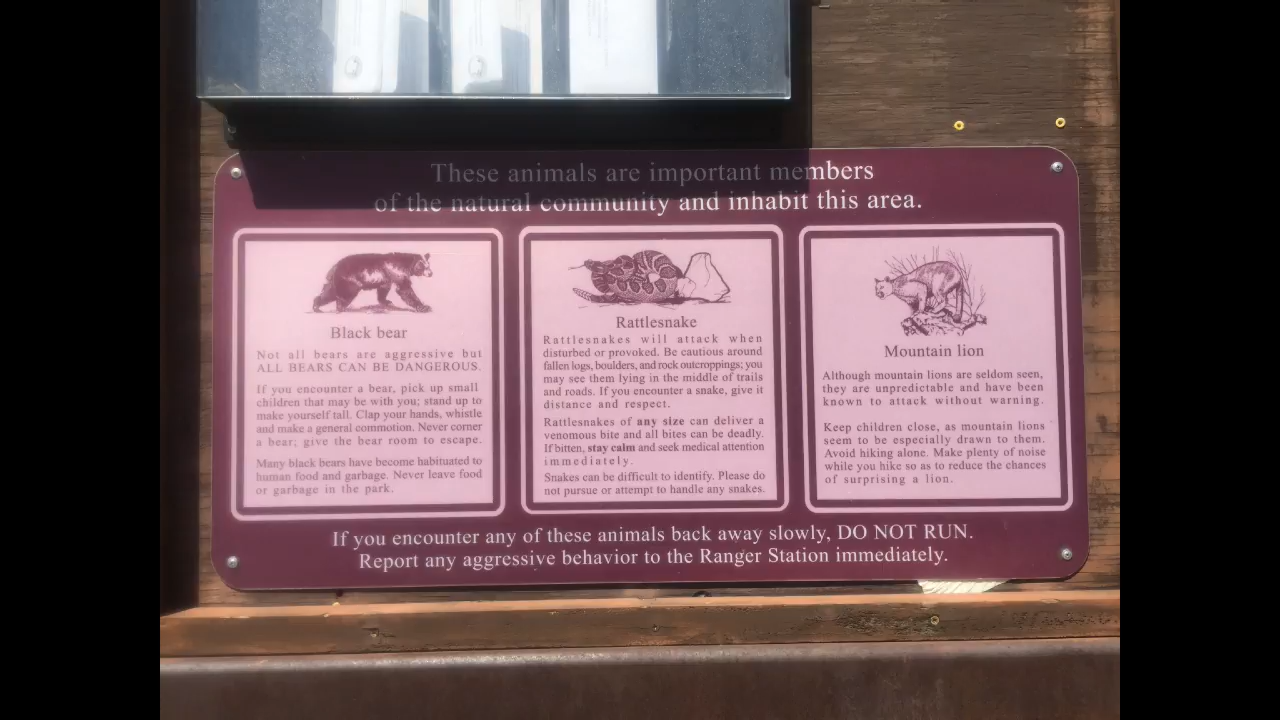 These animals are important members
of the natural community and inhabit this area.
Black bear
Not all bears are aggressive but
ALL BEARS CAN BE DANGEROUS.
If you encounter a bear, pick up small
children that may be with you; stand up to
make yourself tall. Clap your hands, whistle
and make a general commotion. Never corner
a bear; give the bear room to escape.
Many black bears have become habituated to
human food and garbage. Never leave food
or garbage in the park.
Rattlesnake
Rattlesnakes will attack when
disturbed or provoked. Be cautious around
fallen logs, boulders, and rock outcroppings; you
may see them lying in the middle of trails
and roads. If you encounter a snake, give it
distance and respect.
Rattlesnakes of any size can deliver a
venomous bite and all bites can be deadly.
If bitten, stay calm and seek medical attention
immediately.
Snakes can be difficult to identify. Please do
not pursue or attempt to handle any snakes.
Mountain lion
Although mountain lions are seldom seen,
they are unpredictable and have been
known to attack without warning.
Keep children close, as mountain lions
seem to be especially drawn to them.
Avoid hiking alone. Make plenty of noise
while you hike so as to reduce the chances
of surprising a lion.
If you encounter any of these animals back away slowly, DO NOT RUN.
Report any aggressive behavior to the Ranger Station immediately.